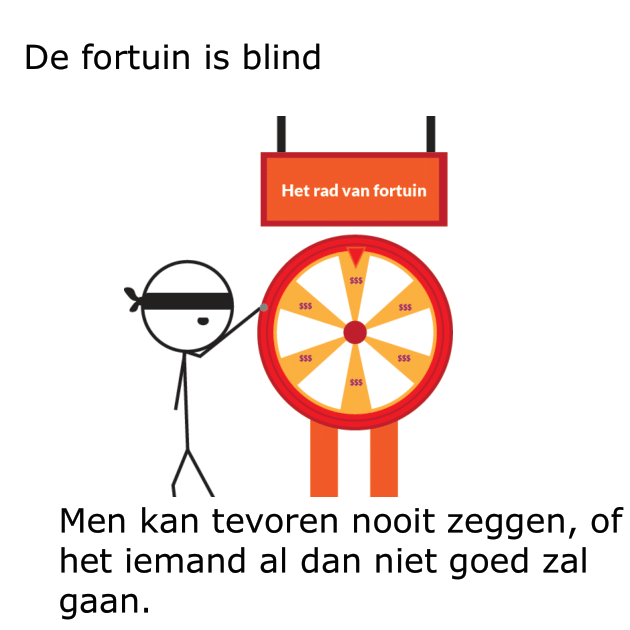 De fortuin is blind
Het rad van fortuin
$$$
$$$
$$$
$$$
$$$
$$$
Men kan tevoren nooit zeggen, of
het iemand al dan niet goed zal
gaan.